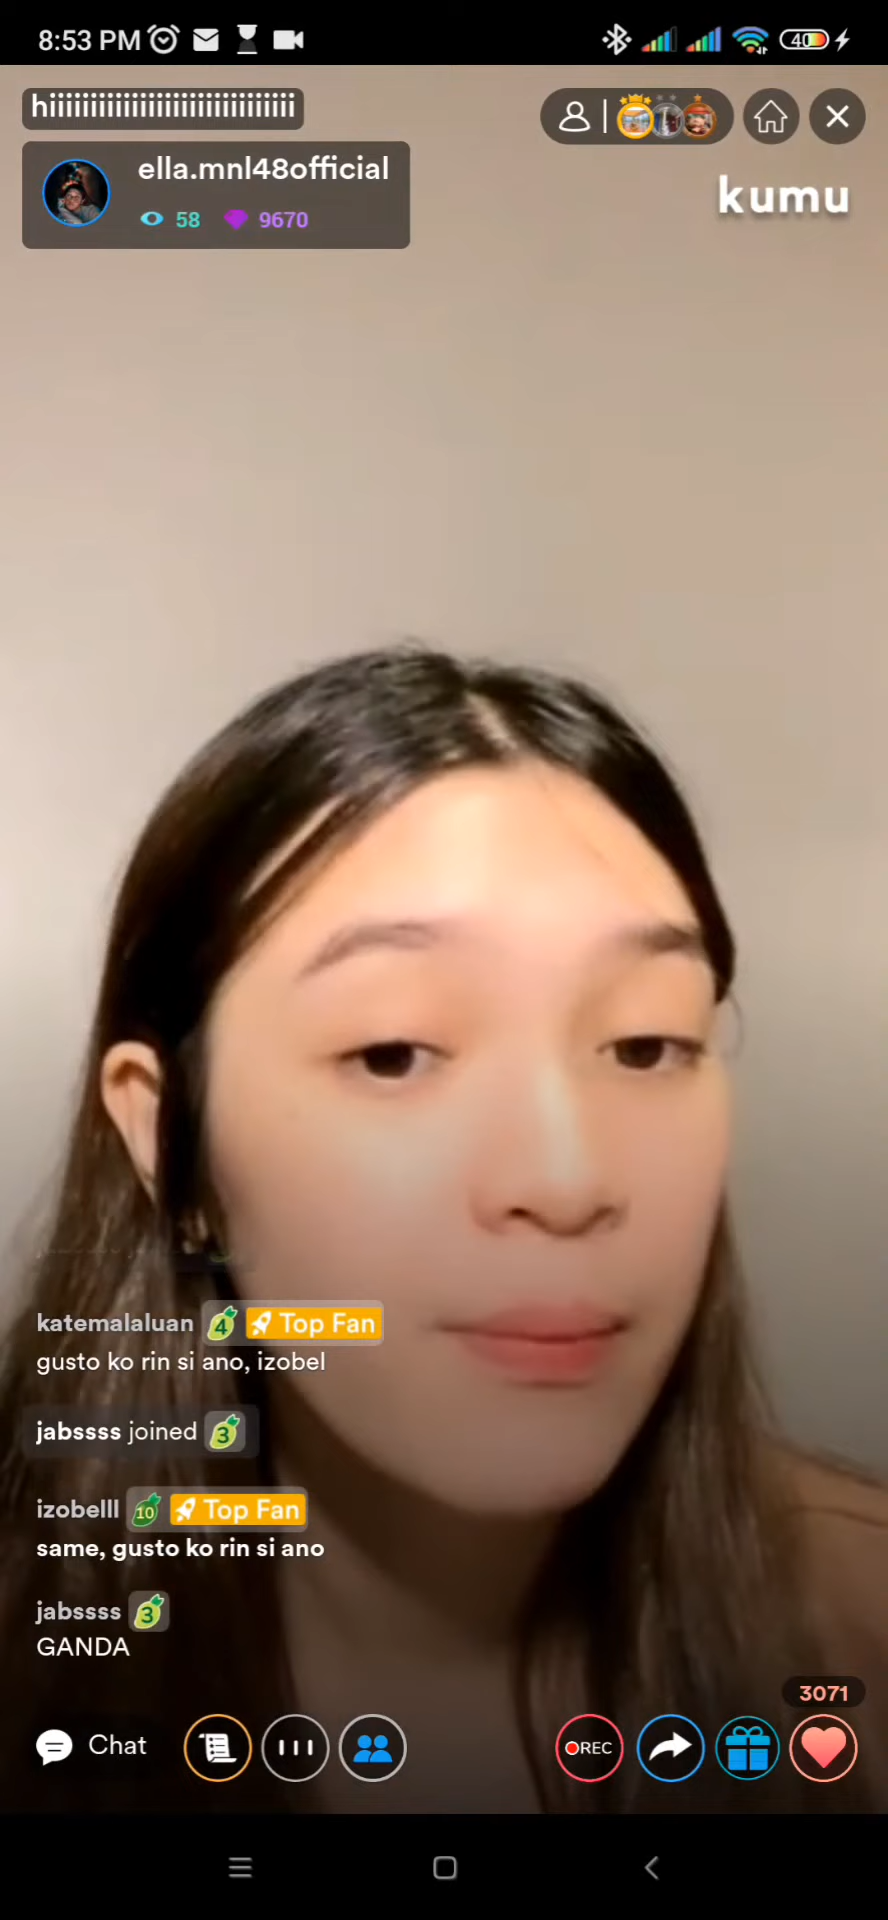 8:53 PM
40
hiiiiiiiiiiiiiiiiiiiiiiiiiiiiii
ella.mnl48official
58 9670
kumu
katemalaluan 4 Top Fan
gusto ko rin si ano, izobel
jabssss joined 3
izobelll 10 Top Fan
same, gusto ko rin si ano
jabssss 3
GANDA
3071
Chat
REC